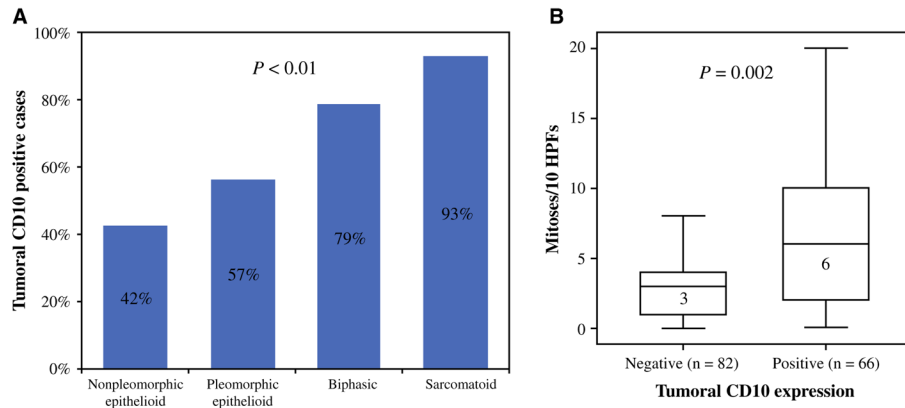 A
Tumoral CD10 positive cases
100%
80%
60%
40%
20%
0%
P < 0.01
42%
57%
79%
93%
Nonpleomorphic
epithelioid
Pleomorphic
epithelioid
Biphasic
Sarcomatoid
B
Mitoses/10 HPFs
20
15
10
5
0
P = 0.002
3
6
Negative (n = 82)
Positive (n = 66)
Tumoral CD10 expression